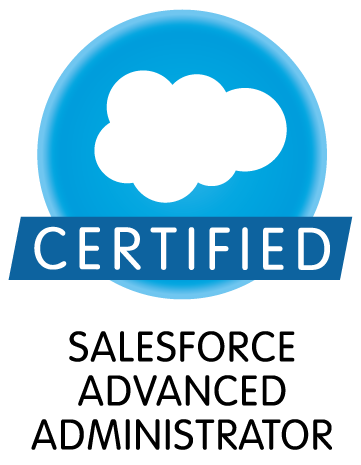 CERTIFIED
SALESFORCE
ADVANCED
ADMINISTRATOR